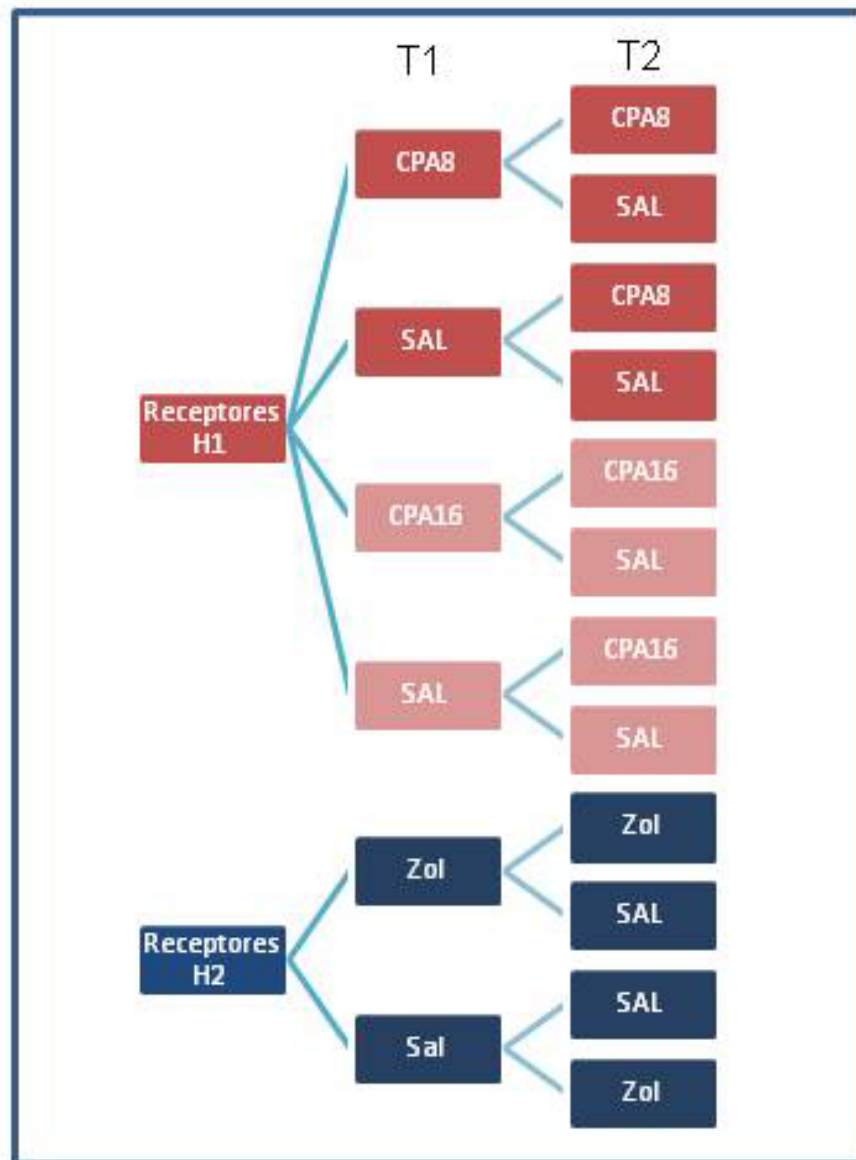 T1
T2
CPA8
CPA8
SAL
SAL
CPA8
SAL
Receptores
H1
CPA16
CPA16
SAL
SAL
CPA16
SAL
Receptores
H2
Zol
Zol
SAL
Sal
SAL
Zol